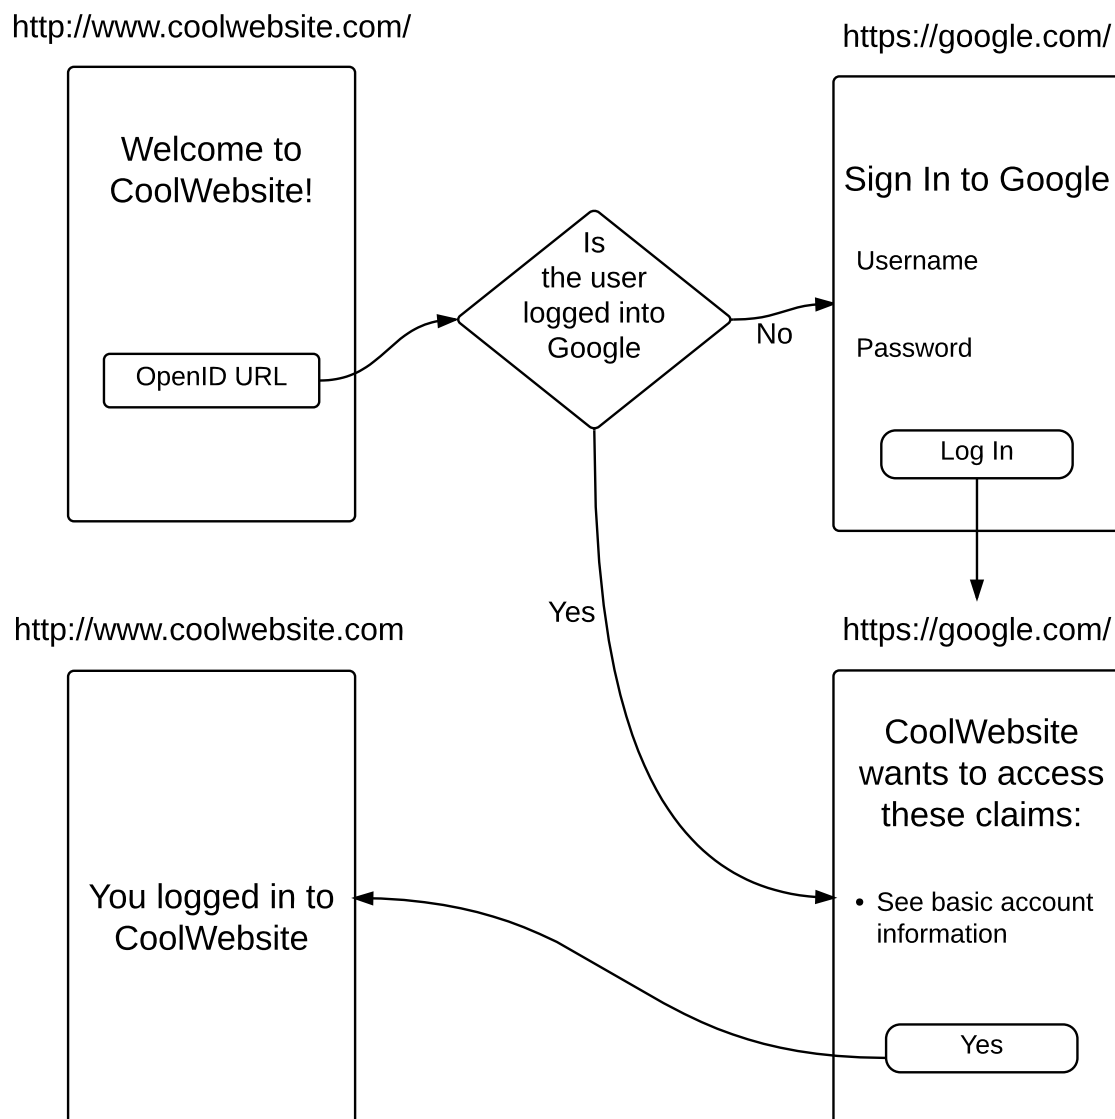 http://www.coolwebsite.com/
Welcome to
CoolWebsite!
OpenID URL
Is
the user
logged into
Google
No
Yes
https://google.com/
Sign In to Google
Username
Password
Log In
http://www.coolwebsite.com
You logged in to
CoolWebsite
https://google.com/
CoolWebsite
wants to access
these claims:
• See basic account
information
Yes